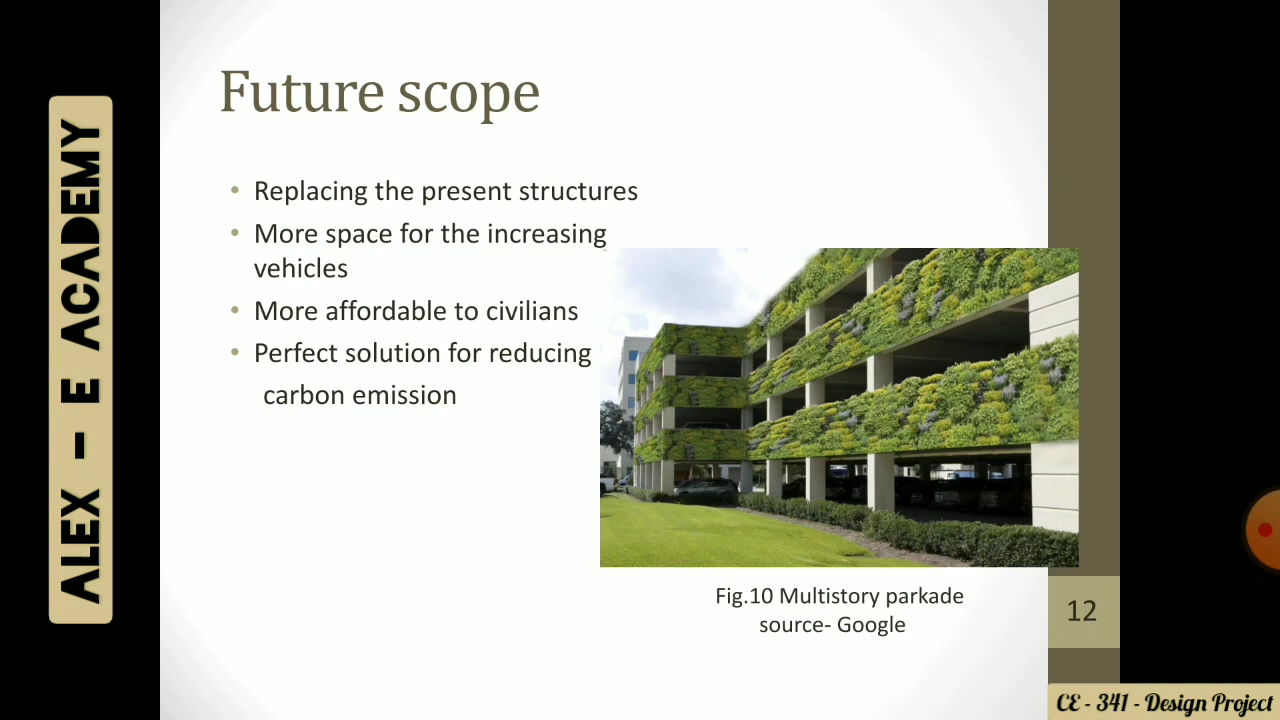 ALEX - E ACADEMY
Future scope
• Replacing the present structures
• More space for the increasing
vehicles
• More affordable to civilians
• Perfect solution for reducing
carbon emission
Fig.10 Multistory parkade
source- Google
12
CE - 341 - Design Project